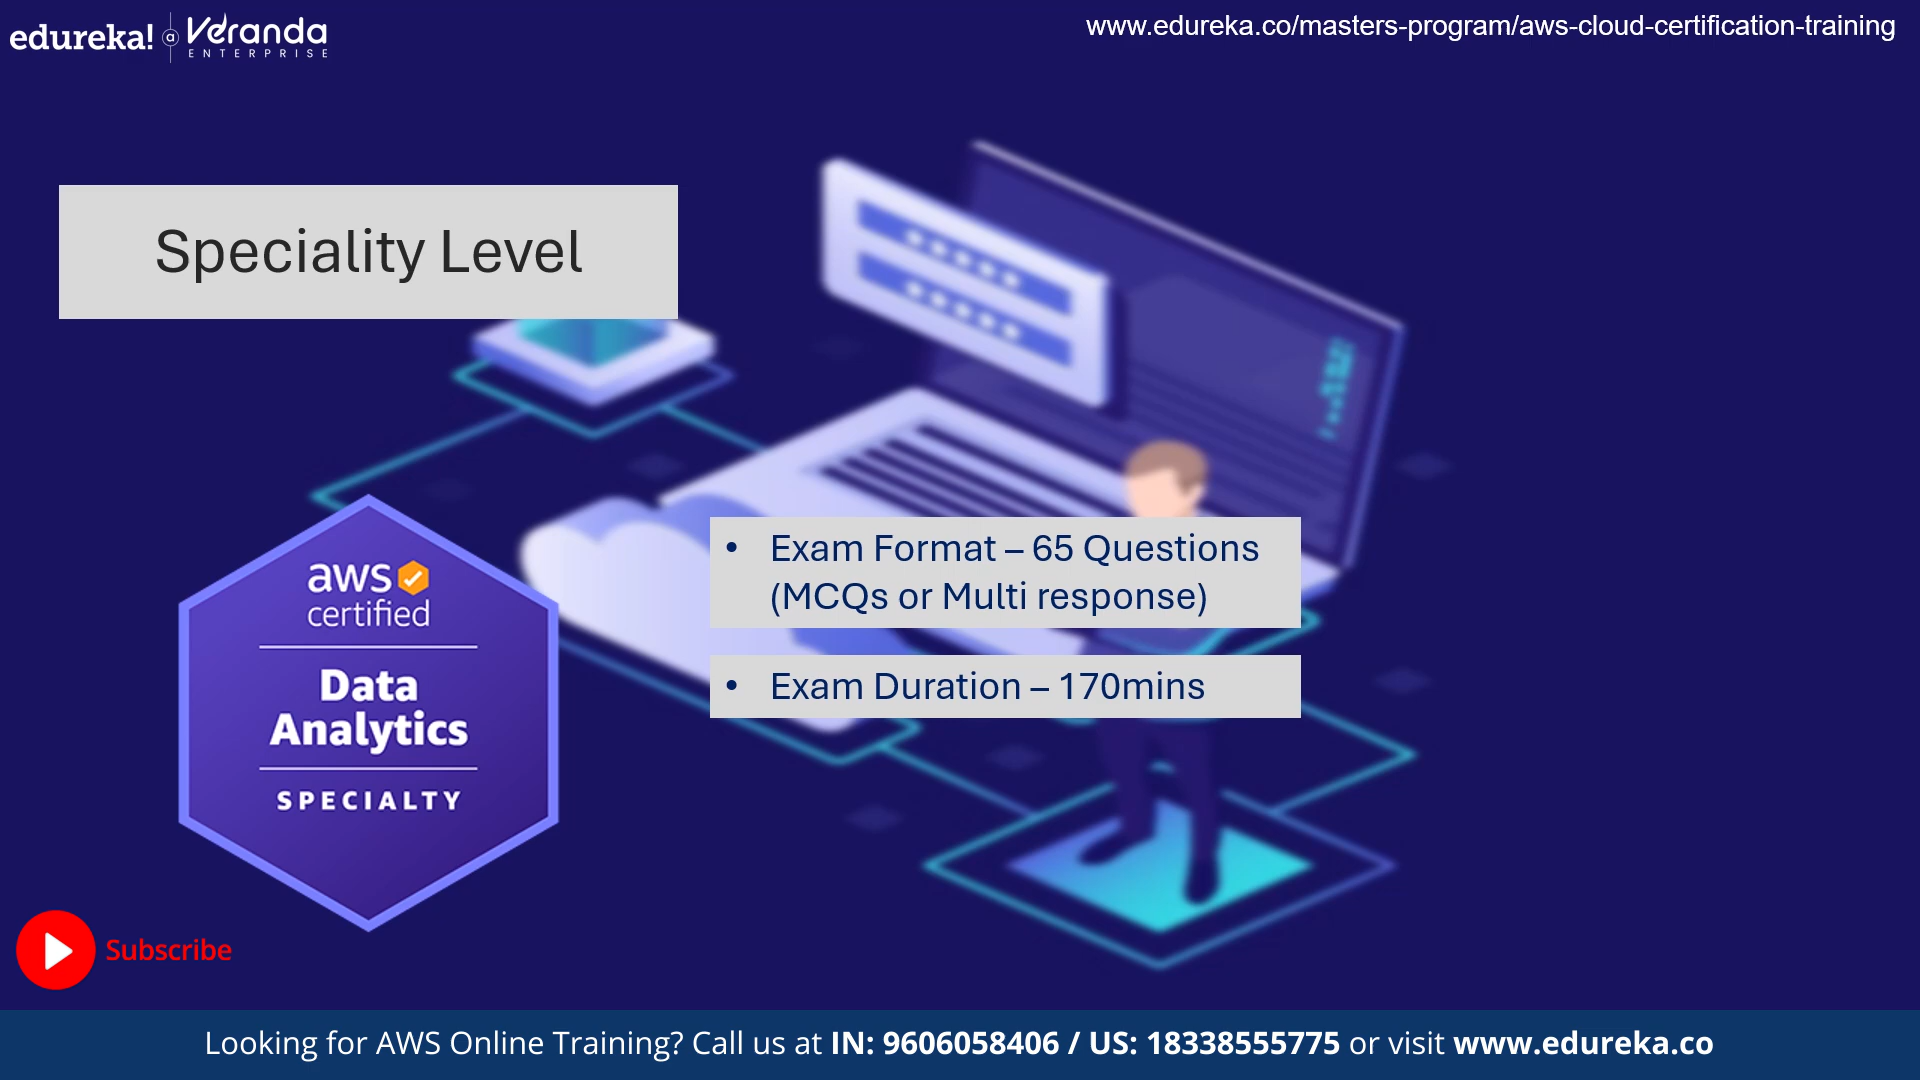 edureka! a Veranda
ENTERPRISE
www.edureka.co/masters-program/aws-cloud-certification-training
Speciality Level
aws
certified
Data
Analytics
SPECIALTY
• Exam Format – 65 Questions
(MCQs or Multi response)
• Exam Duration – 170mins
Subscribe
Looking for AWS Online Training? Call us at IN: 9606058406 / US: 18338555775 or visit www.edureka.co